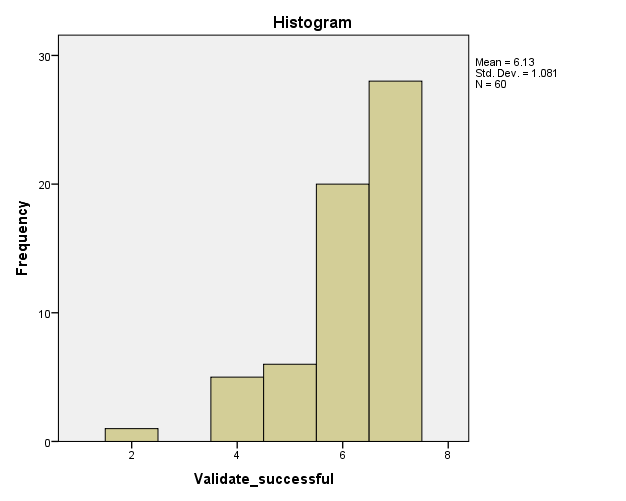 Histogram
Mean = 6.13
Std. Dev. = 1.081
N = 60
30
20
10
0
Frequency
2 4 6 8
Validate_successful